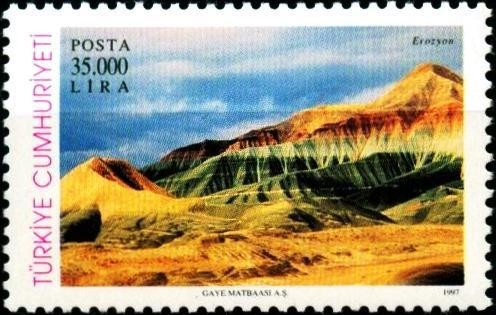 TÜRKİYE CUMHURİYETİ
POSTA
35.000
LİRA
Erozyon
GAYE MATBAASI A.Ş.
1997